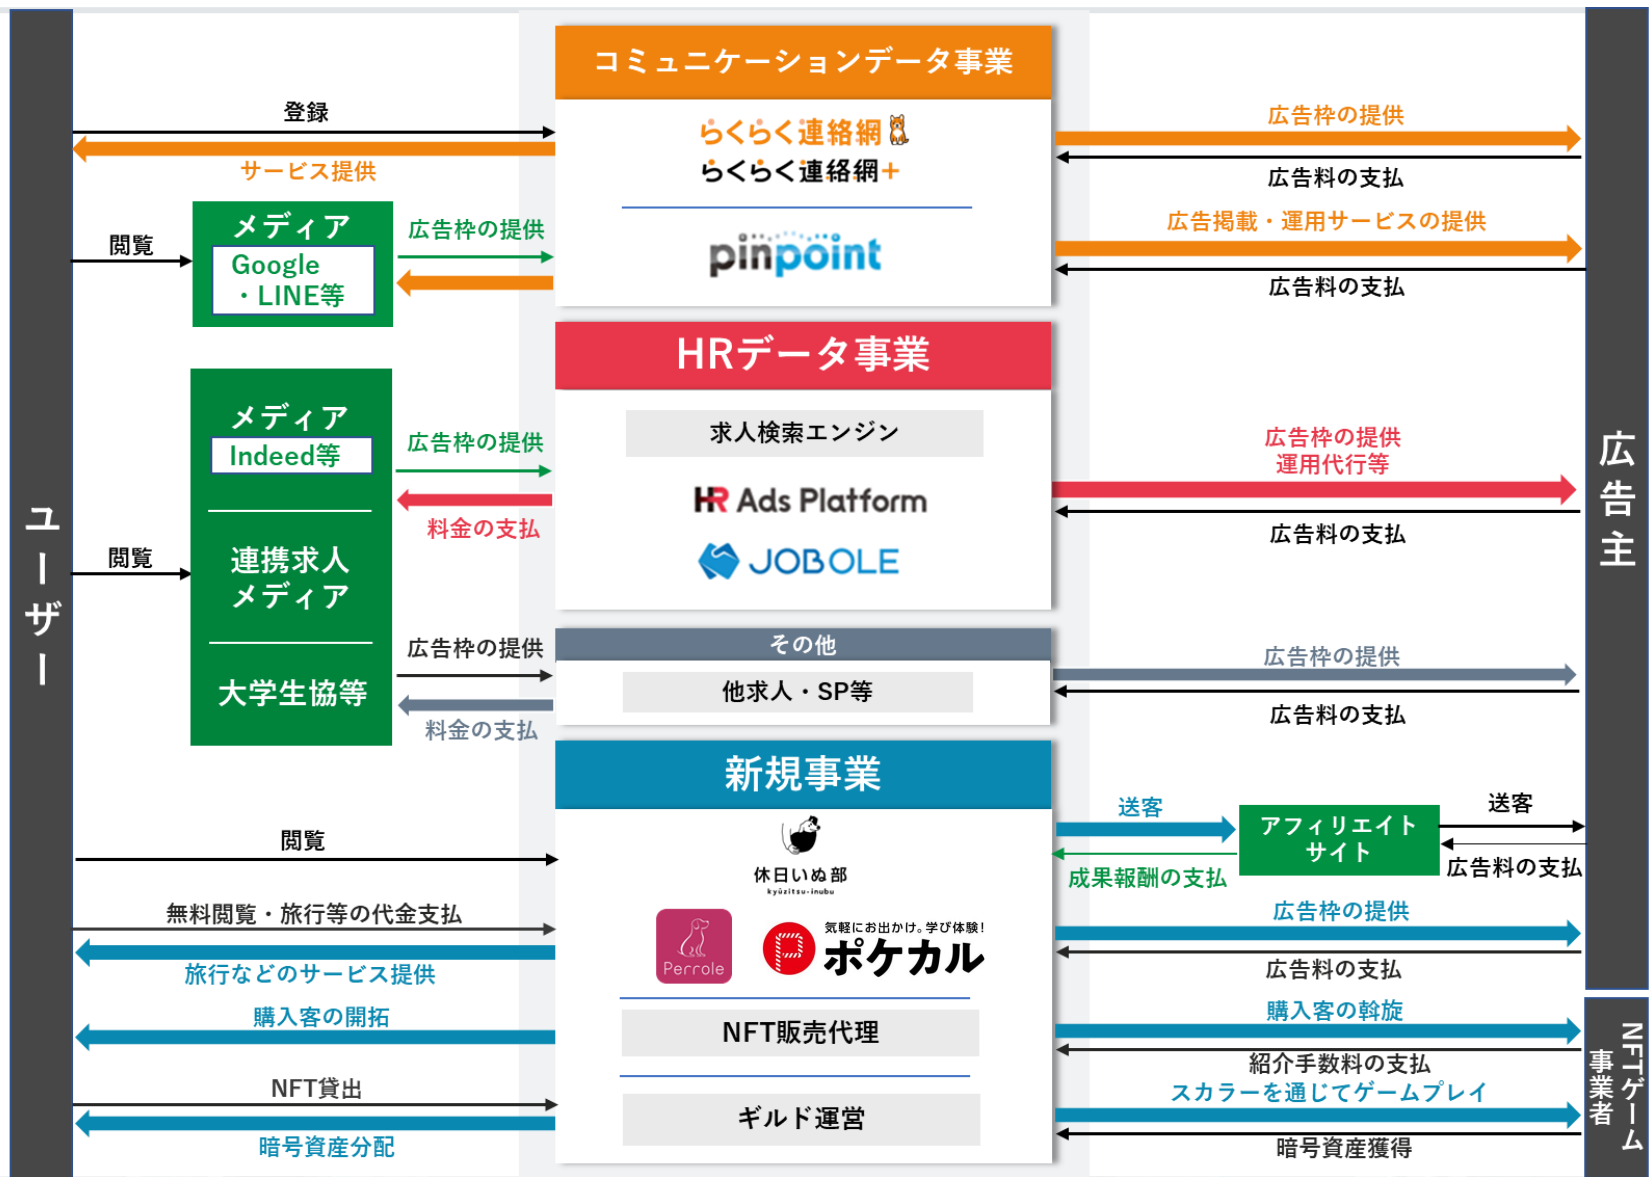 ユーザー
コミュニケーションデータ事業
登録
サービス提供
らくらく連絡網
らくらく連絡網+
広告枠の提供
広告料の支払
閲覧
メディア
Google
・LINE等
広告枠の提供
pinpoint
広告掲載・運用サービスの提供
広告料の支払
HRデータ事業
メディア
Indeed等
広告枠の提供
料金の支払
求人検索エンジン
HR Ads Platform
JOBOLE
広告枠の提供
運用代行等
広告料の支払
閲覧
連携求人
メディア
大学生協等
広告枠の提供
料金の支払
その他
他求人・SP等
広告枠の提供
広告料の支払
新規事業
閲覧
休日いぬ部
kyūzitsu-inubu
送客
成果報酬の支払
アフィリエイト
サイト
送客
広告料の支払
無料閲覧・旅行等の代金支払
旅行などのサービス提供
Perrole
気軽にお出かけ。学び体験!
ポケカル
広告枠の提供
広告料の支払
購入客の開拓
NFT販売代理
購入客の斡旋
紹介手数料の支払
NFT貸出
暗号資産分配
ギルド運営
スカラーを通じてゲームプレイ
暗号資産獲得
広告主
NFTゲーム
事業者